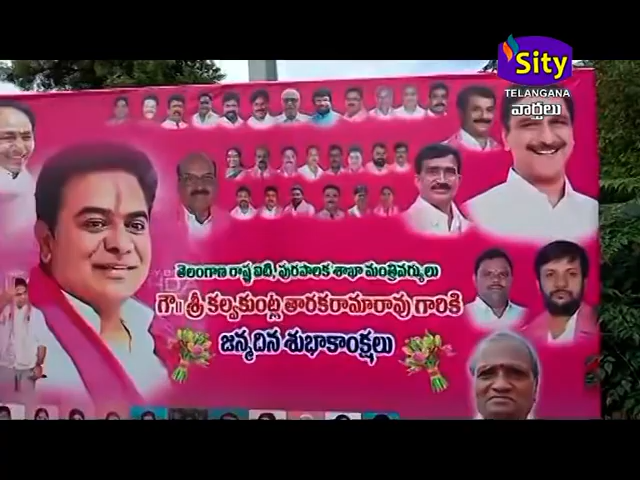 Sity
TELANGANA
వార్తలు
తెలంగాణ రాష్ట్ర ఐటి, పురపాలక శాఖా మంత్రివర్యులు
గౌ॥ శ్రీ కల్వకుంట్ల తారకరామారావు గారికి
జన్మదిన శుభాకాంక్షలు